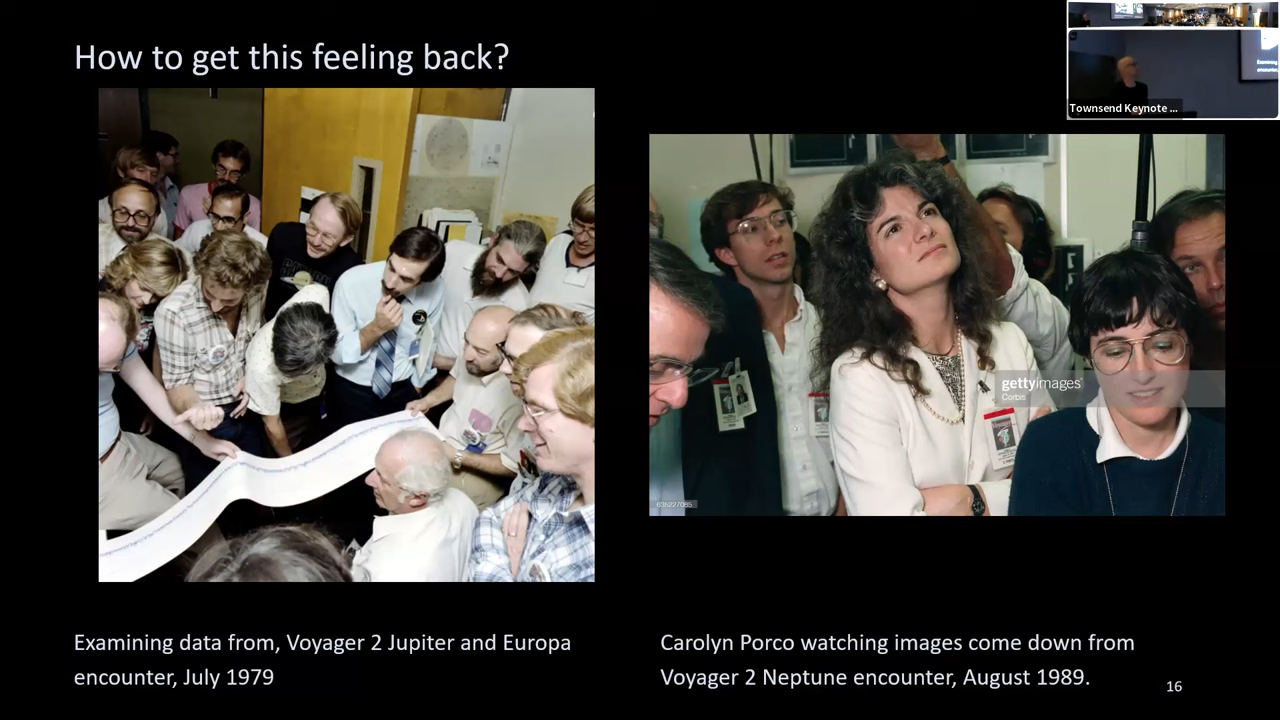 How to get this feeling back?
Townsend Keynote ...
gettyimages®
Corbis
Examining data from, Voyager 2 Jupiter and Europa
encounter, July 1979
Carolyn Porco watching images come down from
Voyager 2 Neptune encounter, August 1989.
16